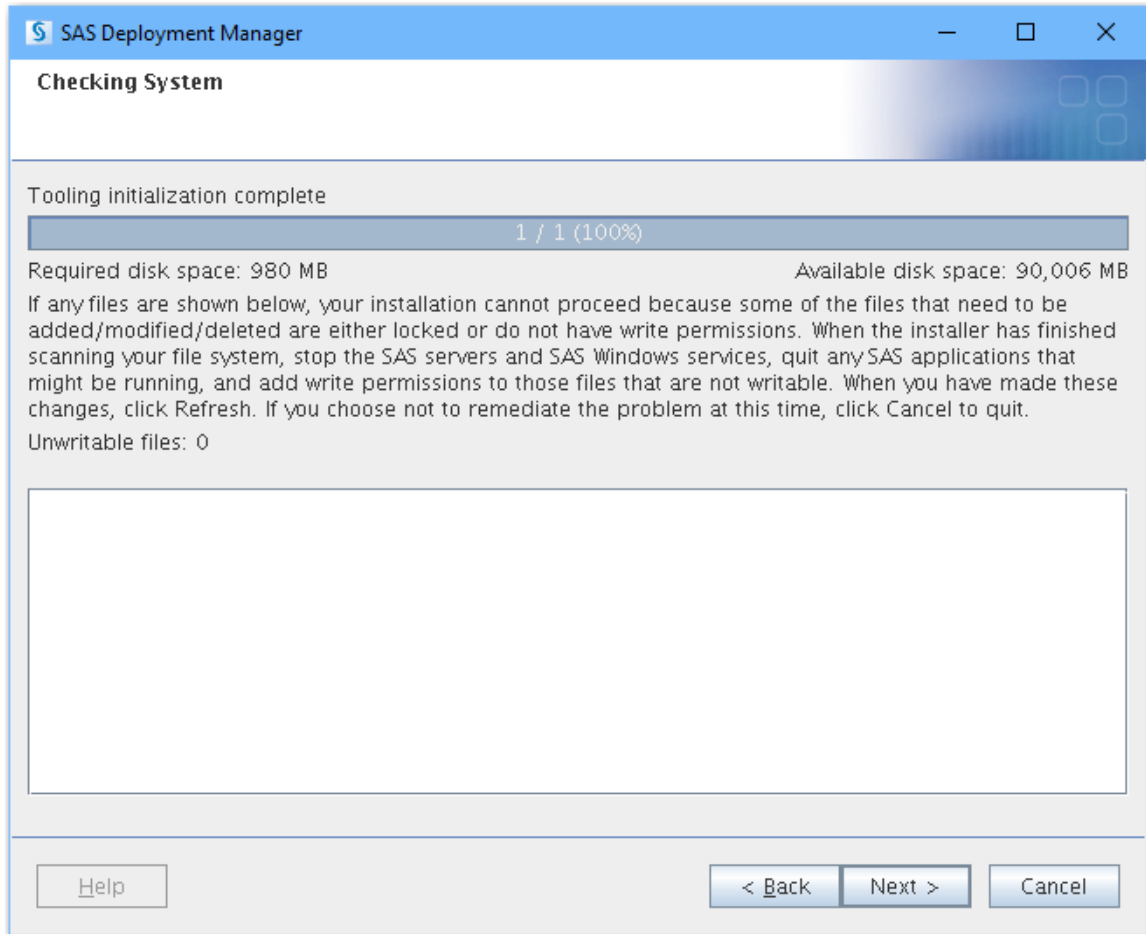 SAS Deployment Manager
Checking System
Tooling initialization complete
1 / 1 (100%)
Required disk space: 980 MB Available disk space: 90,006 MB
If any files are shown below, your installation cannot proceed because some of the files that need to be
added/modified/deleted are either locked or do not have write permissions. When the installer has finished
scanning your file system, stop the SAS servers and SAS Windows services, quit any SAS applications that
might be running, and add write permissions to those files that are not writable. When you have made these
changes, click Refresh. If you choose not to remediate the problem at this time, click Cancel to quit.
Unwritable files: 0
Help < Back Next > Cancel